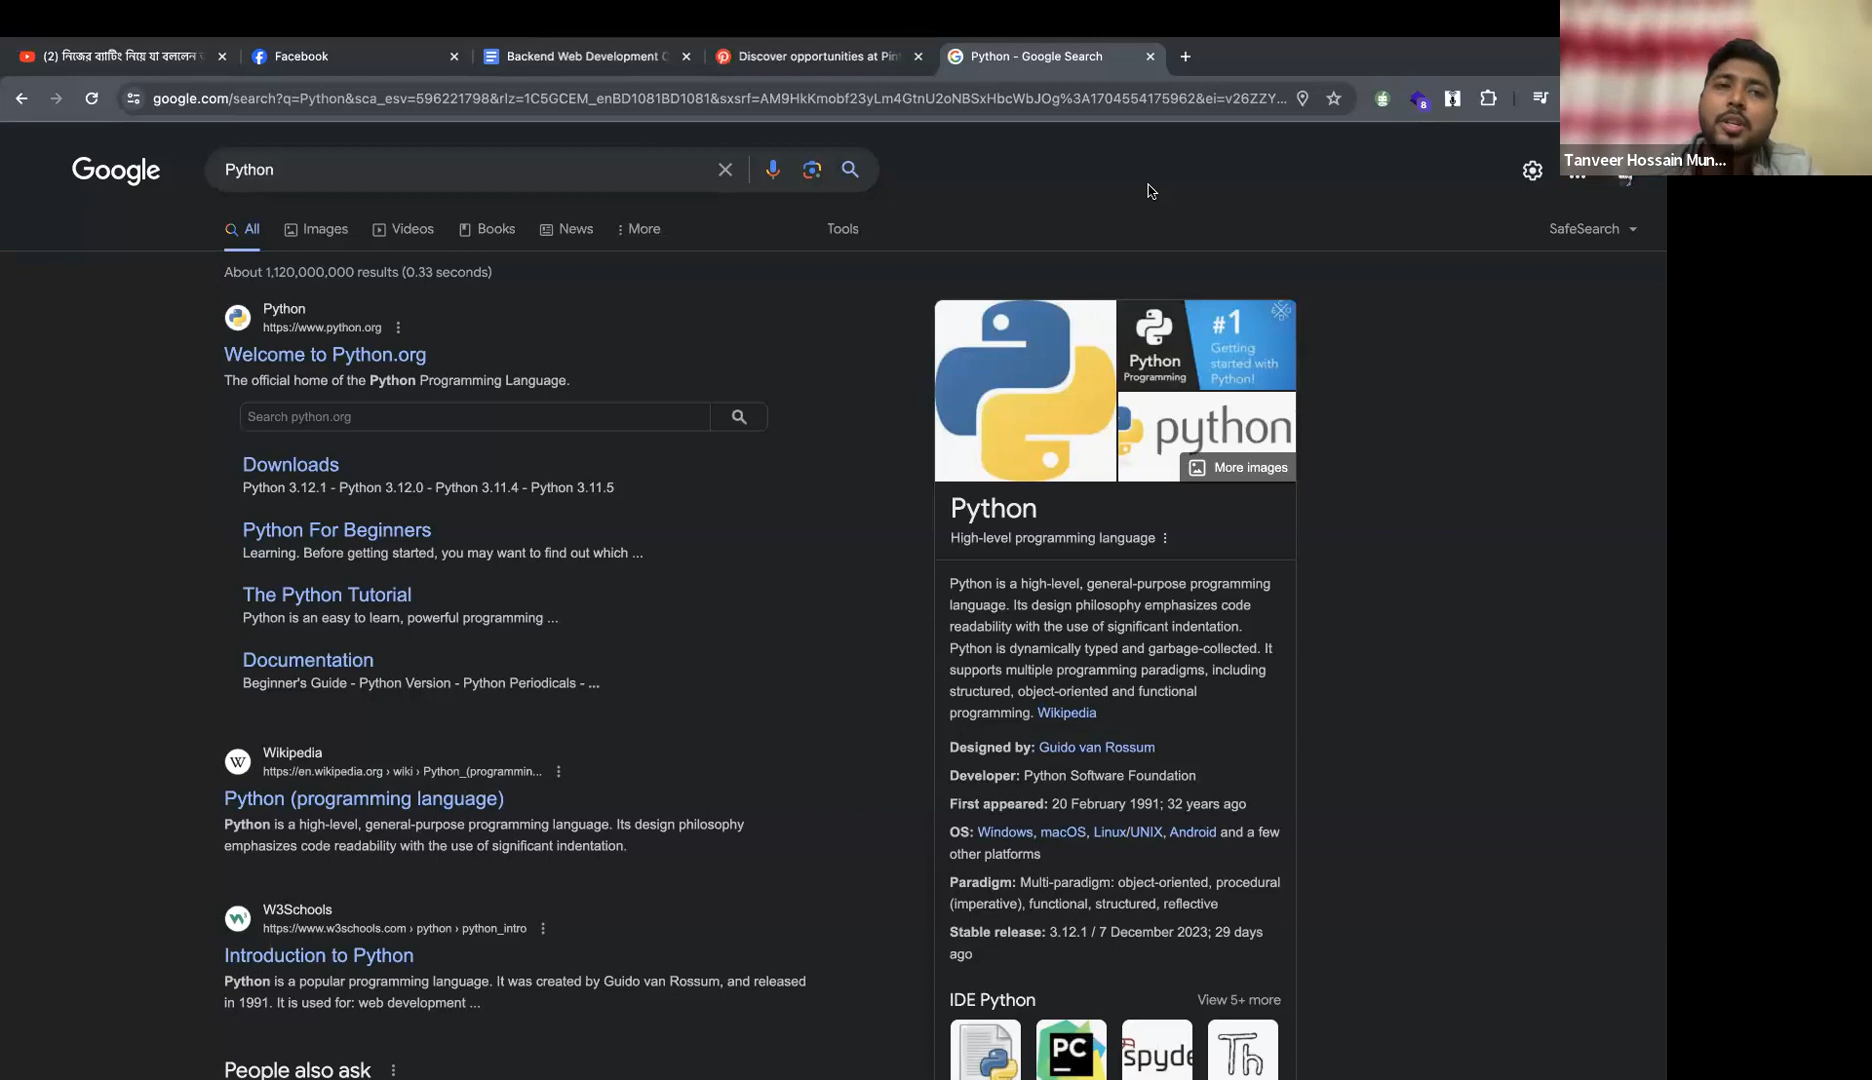 (2) নিজের ব্যাটিং নিয়ে যা বললেন
Facebook
Backend Web Development C
Discover opportunities at Pint
Python - Google Search
google.com/search?q=Python&sca_esv=596221798&rlz=1C5GCEM_enBD1081BD1081&sxsrf=AM9HkKmobf23yLm4GtnU2oNBSxHbcWbJOg%3A1704554175962&ei=v26ZZY...
8
Tanveer Hossain Mun...
Google
Python
All
Images
Videos
Books
News
More
Tools
SafeSearch
About 1,120,000,000 results (0.33 seconds)
Python
https://www.python.org
Welcome to Python.org
The official home of the Python Programming Language.
Search python.org
Downloads
Python 3.12.1 - Python 3.12.0 - Python 3.11.4 - Python 3.11.5
Python For Beginners
Learning. Before getting started, you may want to find out which ...
The Python Tutorial
Python is an easy to learn, powerful programming ...
Documentation
Beginner's Guide - Python Version - Python Periodicals - ...
Wikipedia
https://en.wikipedia.org › wiki › Python_(programmin...
Python (programming language)
Python is a high-level, general-purpose programming language. Its design philosophy
emphasizes code readability with the use of significant indentation.
W3Schools
https://www.w3schools.com › python › python_intro
Introduction to Python
Python is a popular programming language. It was created by Guido van Rossum, and released
in 1991. It is used for: web development ...
People also ask
Python
Programming
#1
Getting
started with
Python!
python
More images
Python
High-level programming language
Python is a high-level, general-purpose programming
language. Its design philosophy emphasizes code
readability with the use of significant indentation.
Python is dynamically typed and garbage-collected. It
supports multiple programming paradigms, including
structured, object-oriented and functional
programming. Wikipedia
Designed by: Guido van Rossum
Developer: Python Software Foundation
First appeared: 20 February 1991; 32 years ago
OS: Windows, macOS, Linux/UNIX, Android and a few
other platforms
Paradigm: Multi-paradigm: object-oriented, procedural
(imperative), functional, structured, reflective
Stable release: 3.12.1 / 7 December 2023; 29 days
ago
IDE Python
View 5+ more
PC
spyde
Th